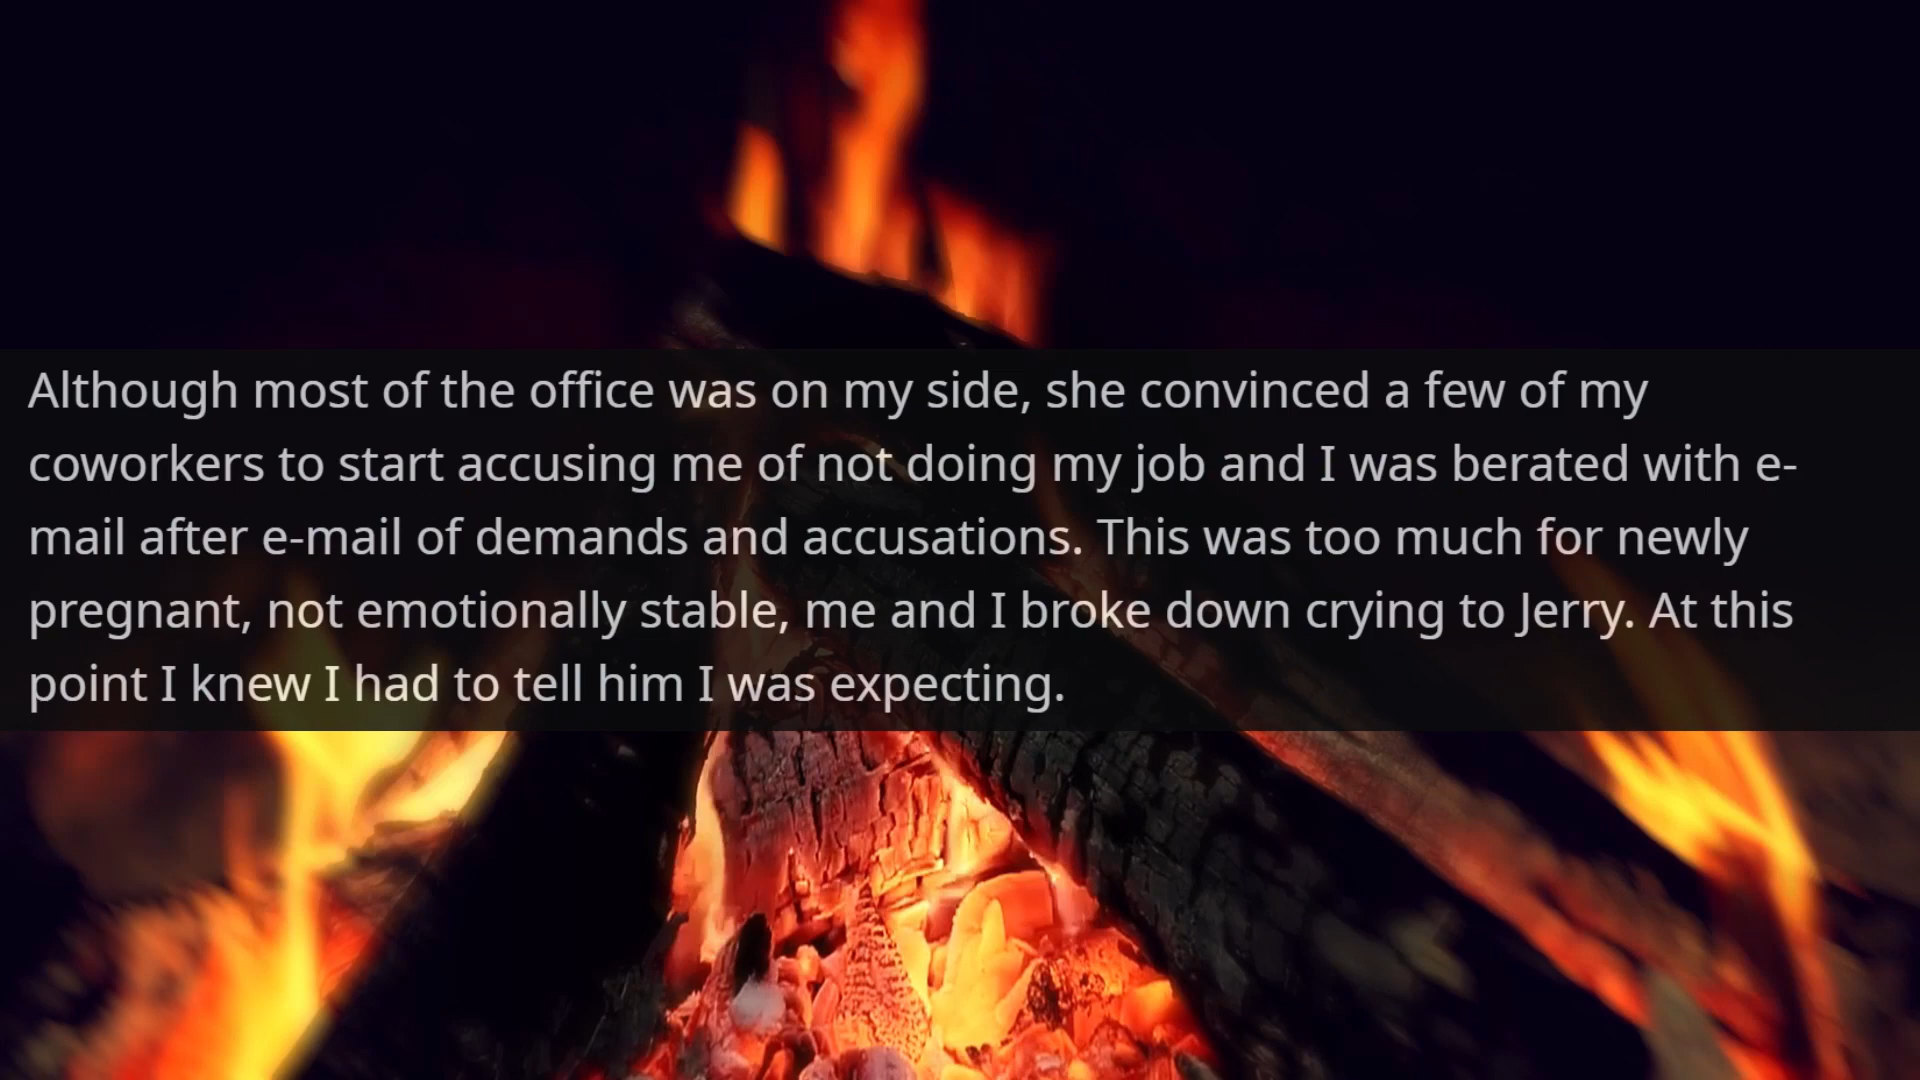 Although most of the office was on my side, she convinced a few of my
coworkers to start accusing me of not doing my job and I was berated with e-
mail after e-mail of demands and accusations. This was too much for newly
pregnant, not emotionally stable, me and I broke down crying to Jerry. At this
point I knew I had to tell him I was expecting.